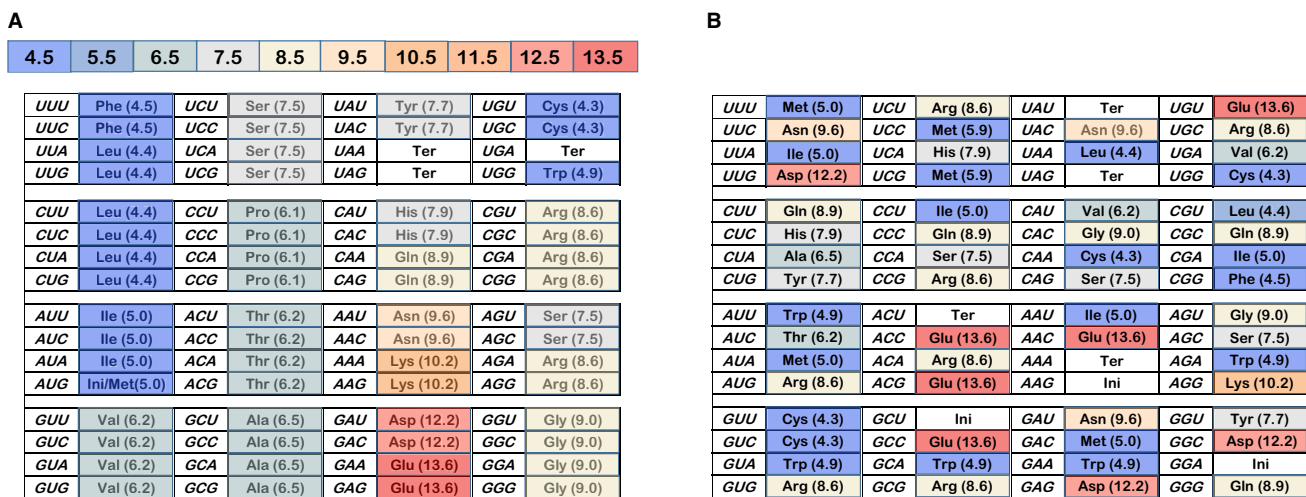 A
B
4.5 5.5 6.5 7.5 8.5 9.5 10.5 11.5 12.5 13.5
UUU Phe (4.5) UCU Ser (7.5) UAU Tyr (7.7) UGU Cys (4.3)
UUC Phe (4.5) UCC Ser (7.5) UAC Tyr (7.7) UGC Cys (4.3)
UUA Leu (4.4) UCA Ser (7.5) UAA Ter UGA Ter
UUG Leu (4.4) UCG Ser (7.5) UAG Ter UGG Trp (4.9)
CUU Leu (4.4) CCU Pro (6.1) CAU His (7.9) CGU Arg (8.6)
CUC Leu (4.4) CCC Pro (6.1) CAC His (7.9) CGC Arg (8.6)
CUA Leu (4.4) CCA Pro (6.1) CAA Gln (8.9) CGA Arg (8.6)
CUG Leu (4.4) CCG Pro (6.1) CAG Gln (8.9) CGG Arg (8.6)
AUU Ile (5.0) ACU Thr (6.2) AAU Asn (9.6) AGU Ser (7.5)
AUC Ile (5.0) ACC Thr (6.2) AAC Asn (9.6) AGC Ser (7.5)
AUA Ile (5.0) ACA Thr (6.2) AAA Lys (10.2) AGA Arg (8.6)
AUG Ini/Met(5.0) ACG Thr (6.2) AAG Lys (10.2) AGG Arg (8.6)
GUU Val (6.2) GCU Ala (6.5) GAU Asp (12.2) GGU Gly (9.0)
GUC Val (6.2) GCC Ala (6.5) GAC Asp (12.2) GGC Gly (9.0)
GUA Val (6.2) GCA Ala (6.5) GAA Glu (13.6) GGA Gly (9.0)
GUG Val (6.2) GCG Ala (6.5) GAG Glu (13.6) GGG Gly (9.0)
UUU Met (5.0) UCU Arg (8.6) UAU Ter UGU Glu (13.6)
UUC Asn (9.6) UCC Met (5.9) UAC Asn (9.6) UGC Arg (8.6)
UUA Ile (5.0) UCA His (7.9) UAA Leu (4.4) UGA Val (6.2)
UUG Asp (12.2) UCG Met (5.9) UAG Ter UGG Cys (4.3)
CUU Gln (8.9) CCU Ile (5.0) CAU Val (6.2) CGU Leu (4.4)
CUC His (7.9) CCC Gln (8.9) CAC Gly (9.0) CGC Gln (8.9)
CUA Ala (6.5) CCA Ser (7.5) CAA Cys (4.3) CGA Ile (5.0)
CUG Tyr (7.7) CCG Arg (8.6) CAG Ser (7.5) CGG Phe (4.5)
AUU Trp (4.9) ACU Ter AAU Ile (5.0) AGU Gly (9.0)
AUC Thr (6.2) ACC Glu (13.6) AAC Glu (13.6) AGC Ser (7.5)
AUA Met (5.0) ACA Arg (8.6) AAA Ter AGA Trp (4.9)
AUG Arg (8.6) ACG Glu (13.6) AAG Ini AGG Lys (10.2)
GUU Cys (4.3) GCU Ini GAU Asn (9.6) GGU Tyr (7.7)
GUC Cys (4.3) GCC Glu (13.6) GAC Met (5.0) GGC Asp (12.2)
GUA Trp (4.9) GCA Trp (4.9) GAA Trp (4.9) GGA Ini
GUG Arg (8.6) GCG Arg (8.6) GAG Asp (12.2) GGG Gln (8.9)